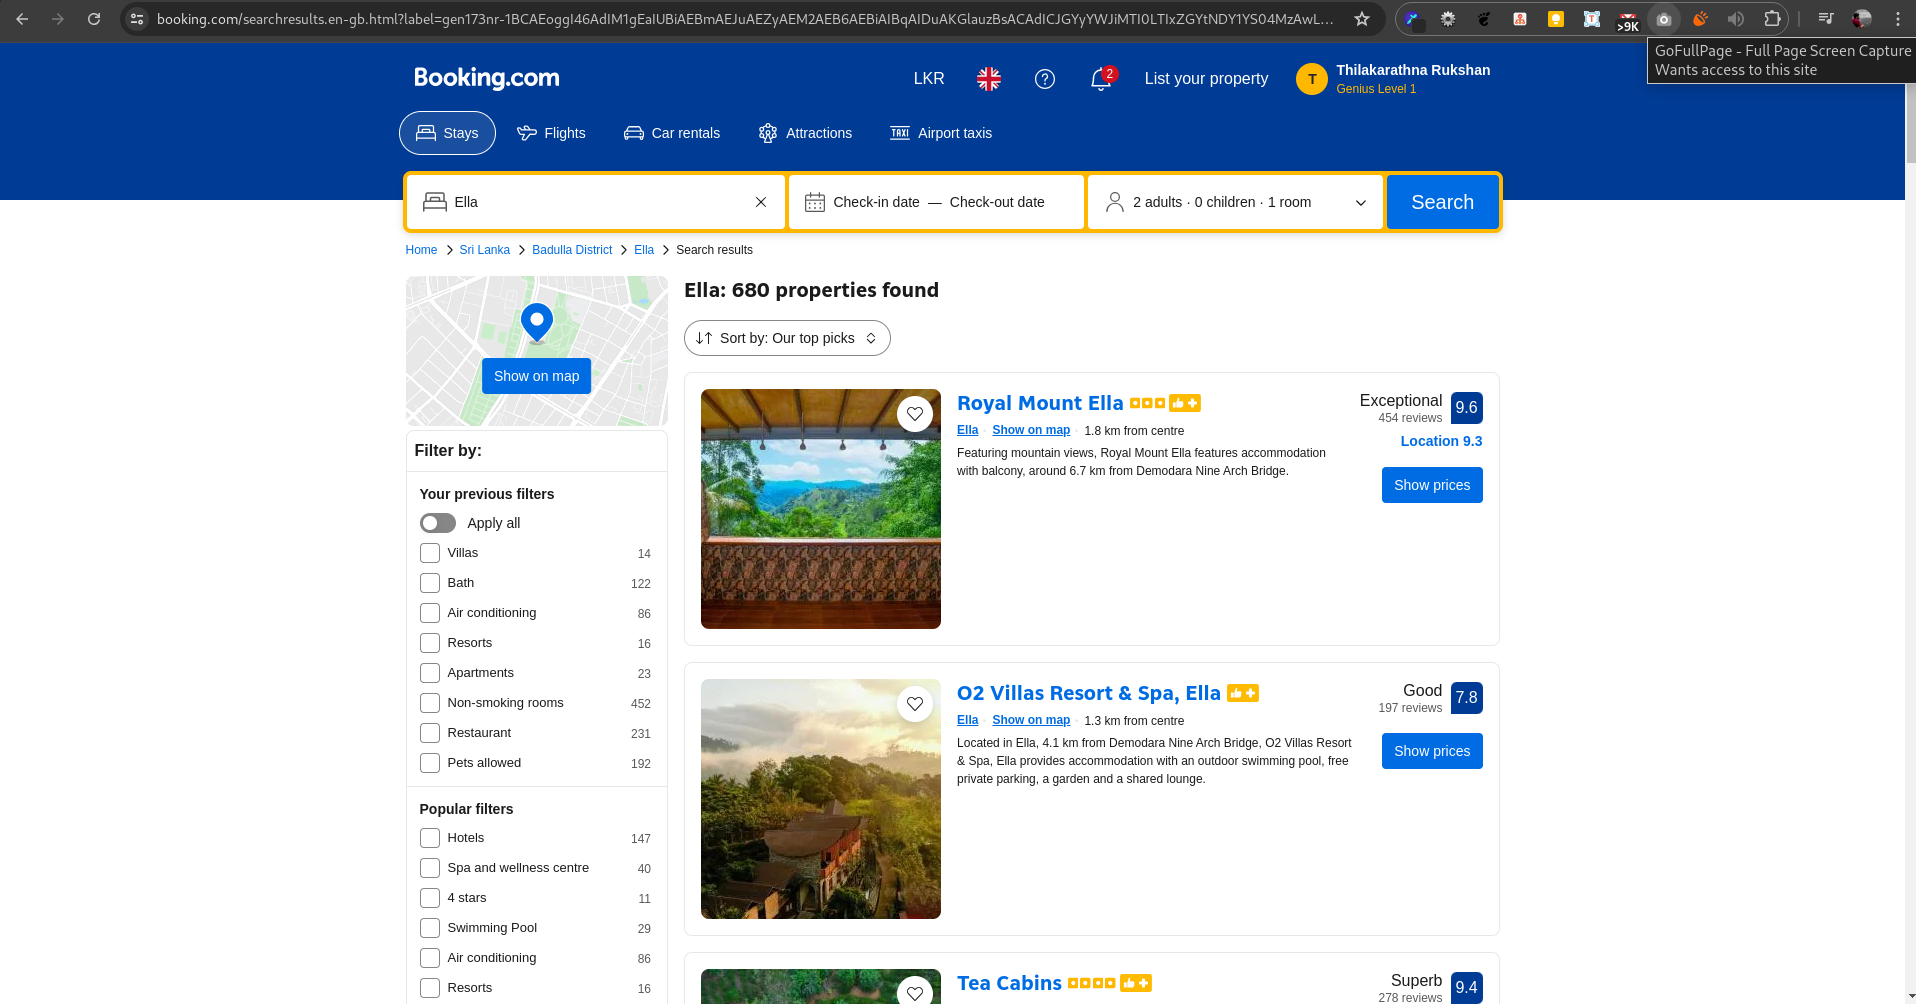 booking.com/searchresults.en-gb.html?label=gen173nr-1BCAEoggI46AdIM1gEaIUBiAEBmAEJuAEZyAEM2AEB6AEBiAIBqAIDuAKGlauzBsACAdICJGYyYWJiMTI0LTIxZGYtNDY1YS04MzAwL...
>9K
GoFullPage - Full Page Screen Capture
Wants access to this site
Booking.com
LKR
2
List your property
T
Thilakarathna Rukshan
Genius Level 1
Stays
Flights
Car rentals
TAXI
Attractions
Airport taxis
Ella
Check-in date — Check-out date
2 adults · 0 children · 1 room
Search
Home > Sri Lanka > Badulla District > Ella > Search results
Show on map
Filter by:
Your previous filters
Apply all
Villas 14
Bath 122
Air conditioning 86
Resorts 16
Apartments 23
Non-smoking rooms 452
Restaurant 231
Pets allowed 192
Popular filters
Hotels 147
Spa and wellness centre 40
4 stars 11
Swimming Pool 29
Air conditioning 86
Resorts 16
Ella: 680 properties found
Sort by: Our top picks
Royal Mount Ella
Ella · Show on map · 1.8 km from centre
Featuring mountain views, Royal Mount Ella features accommodation
with balcony, around 6.7 km from Demodara Nine Arch Bridge.
Exceptional 9.6
454 reviews
Location 9.3
Show prices
O2 Villas Resort & Spa, Ella
Ella · Show on map · 1.3 km from centre
Located in Ella, 4.1 km from Demodara Nine Arch Bridge, O2 Villas Resort
& Spa, Ella provides accommodation with an outdoor swimming pool, free
private parking, a garden and a shared lounge.
Good 7.8
197 reviews
Show prices
Tea Cabins
Superb 9.4
278 reviews